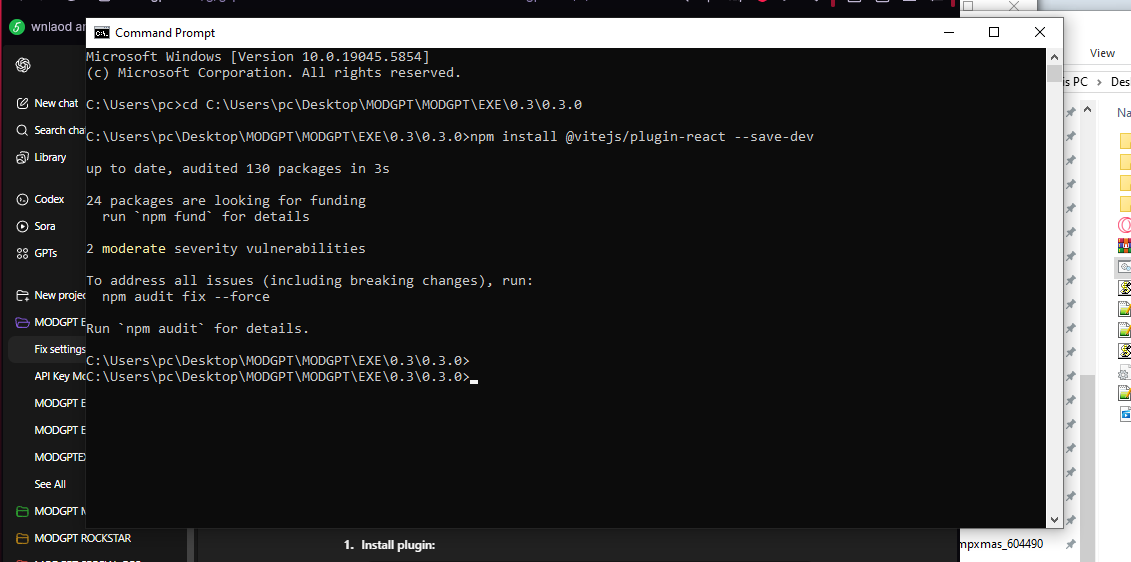 5 wnlaod
Command Prompt
View
Microsoft Windows [Version 10.0.19045.5854]
(c) Microsoft Corporation. All rights reserved.
C:\Users\pc>cd C:\Users\pc\Desktop\MODGPT\MODGPT\EXE\0.3\0.3.0
C:\Users\pc\Desktop\MODGPT\MODGPT\EXE\0.3\0.3.0>npm install @vitejs/plugin-react --save-dev
up to date, audited 130 packages in 3s
24 packages are looking for funding
run `npm fund` for details
2 moderate severity vulnerabilities
To address all issues (including breaking changes), run:
npm audit fix --force
Run `npm audit` for details.
C:\Users\pc\Desktop\MODGPT\MODGPT\EXE\0.3\0.3.0>
C:\Users\pc\Desktop\MODGPT\MODGPT\EXE\0.3\0.3.0>
New chat
Search cha
Library
Codex
Sora
GPTs
New projec
MODGPT E
Fix settings
API Key Mo
MODGPT E
MODGPT E
MODGPTEX
See All
MODGPT M
MODGPT ROCKSTAR
is PC > Des
Na
1. Install plugin:
mpxmas_604490